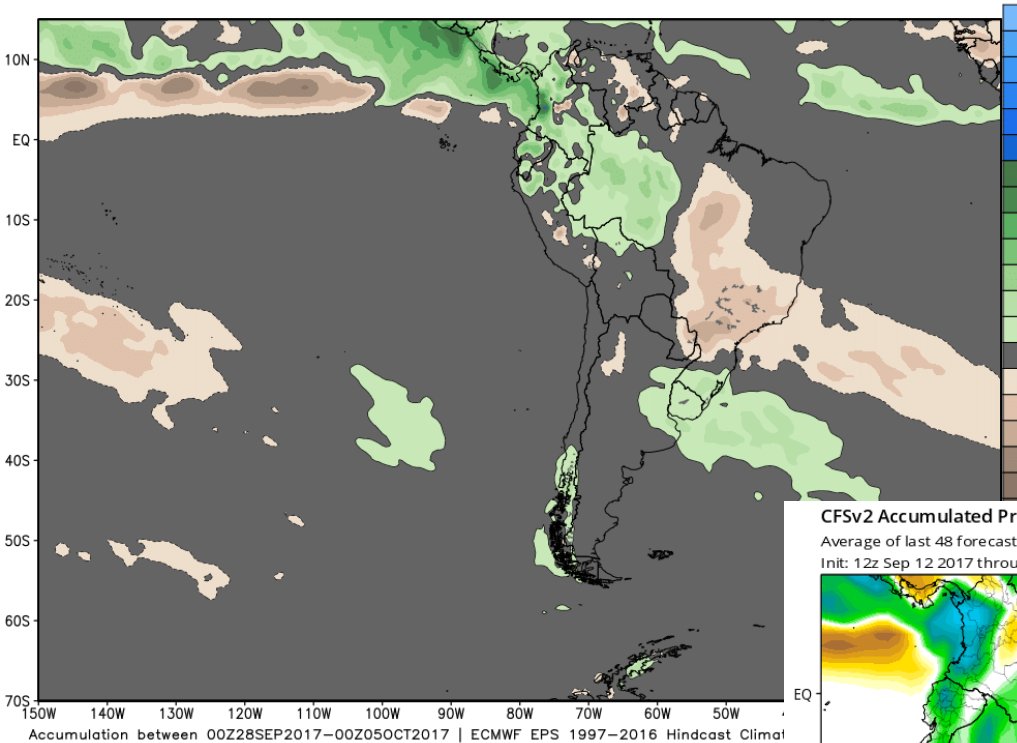 10N
EQ
10S
20S
30S
40S
50S
60S
70S
150W 140W 130W 120W 110W 100W 90W 80W 70W 60W 50W
Accumulation between 00Z28SEP2017–00Z05OCT2017 | ECMWF EPS 1997–2016 Hindcast Climat
CFSv2 Accumulated Pr
Average of last 48 forecast
Init: 12z Sep 12 2017 throu
EQ